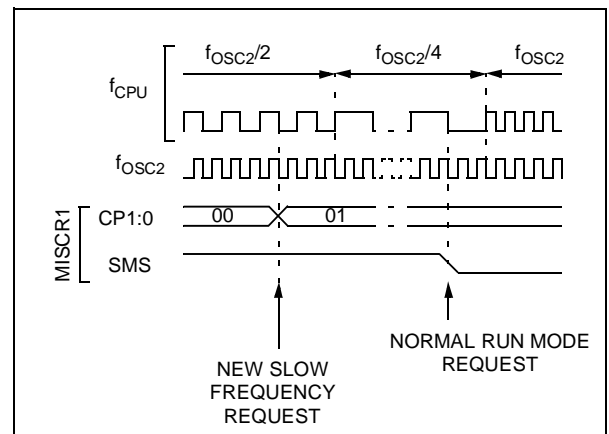 fOSC2/2 fOSC2/4 fOSC2
fCPU
fOSC2
MISCR1
CP1:0 00 01
SMS
NEW SLOW
FREQUENCY
REQUEST
NORMAL RUN MODE
REQUEST